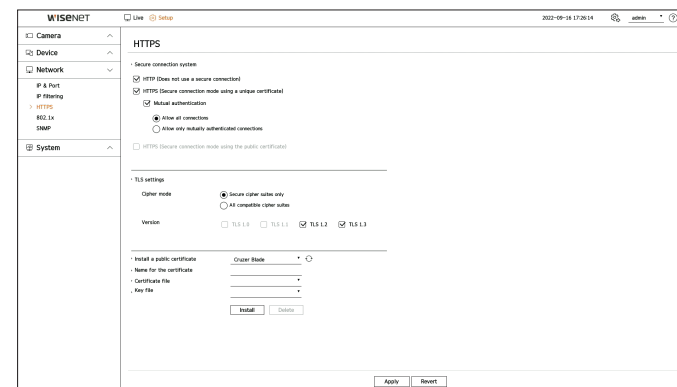 WISENET
Live Setup
2022-09-16 17:26:14 admin
Camera
Device
Network
IP & Port
IP filtering
> HTTPS
802.1x
SNMP
System
HTTPS
Secure connection system
HTTP (Does not use a secure connection)
HTTPS (Secure connection mode using a unique certificate)
Mutual authentication
Allow all connections
Allow only mutually authenticated connections
HTTPS (Secure connection mode using the public certificate)
TLS settings
Cipher mode
Secure cipher suites only
All compatible cipher suites
Version
TLS 1.0 TLS 1.1 TLS 1.2 TLS 1.3
Install a public certificate Cruzer Blade
Name for the certificate
Certificate file
Key file
Install Delete
Apply Revert